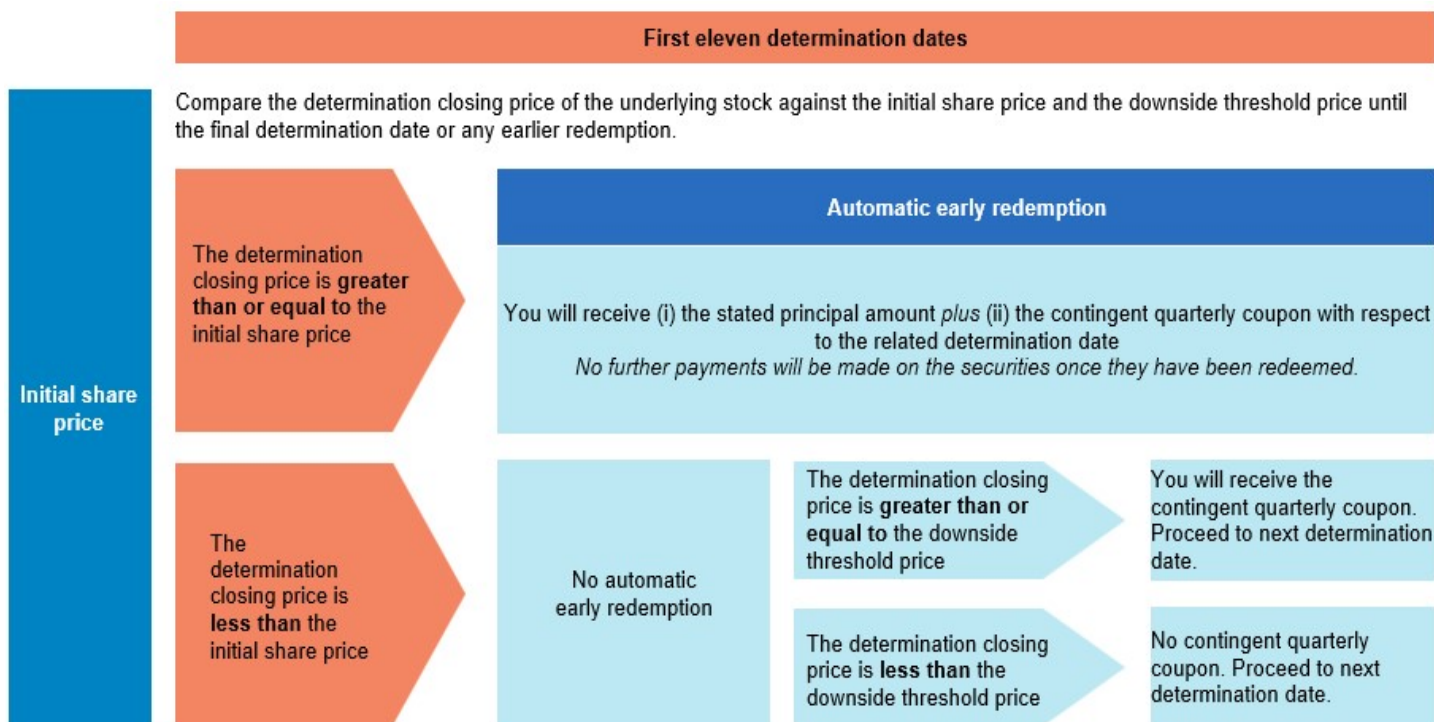 First eleven determination dates
Compare the determination closing price of the underlying stock against the initial share price and the downside threshold price until
the final determination date or any earlier redemption.
Initial share
price
The determination
closing price is greater
than or equal to the
initial share price
Automatic early redemption
You will receive (i) the stated principal amount plus (ii) the contingent quarterly coupon with respect
to the related determination date
No further payments will be made on the securities once they have been redeemed.
The
determination
closing price is
less than the
initial share price
No automatic
early redemption
The determination closing
price is greater than or
equal to the downside
threshold price
You will receive the
contingent quarterly coupon.
Proceed to next determination
date.
The determination closing
price is less than the
downside threshold price
No contingent quarterly
coupon. Proceed to next
determination date.